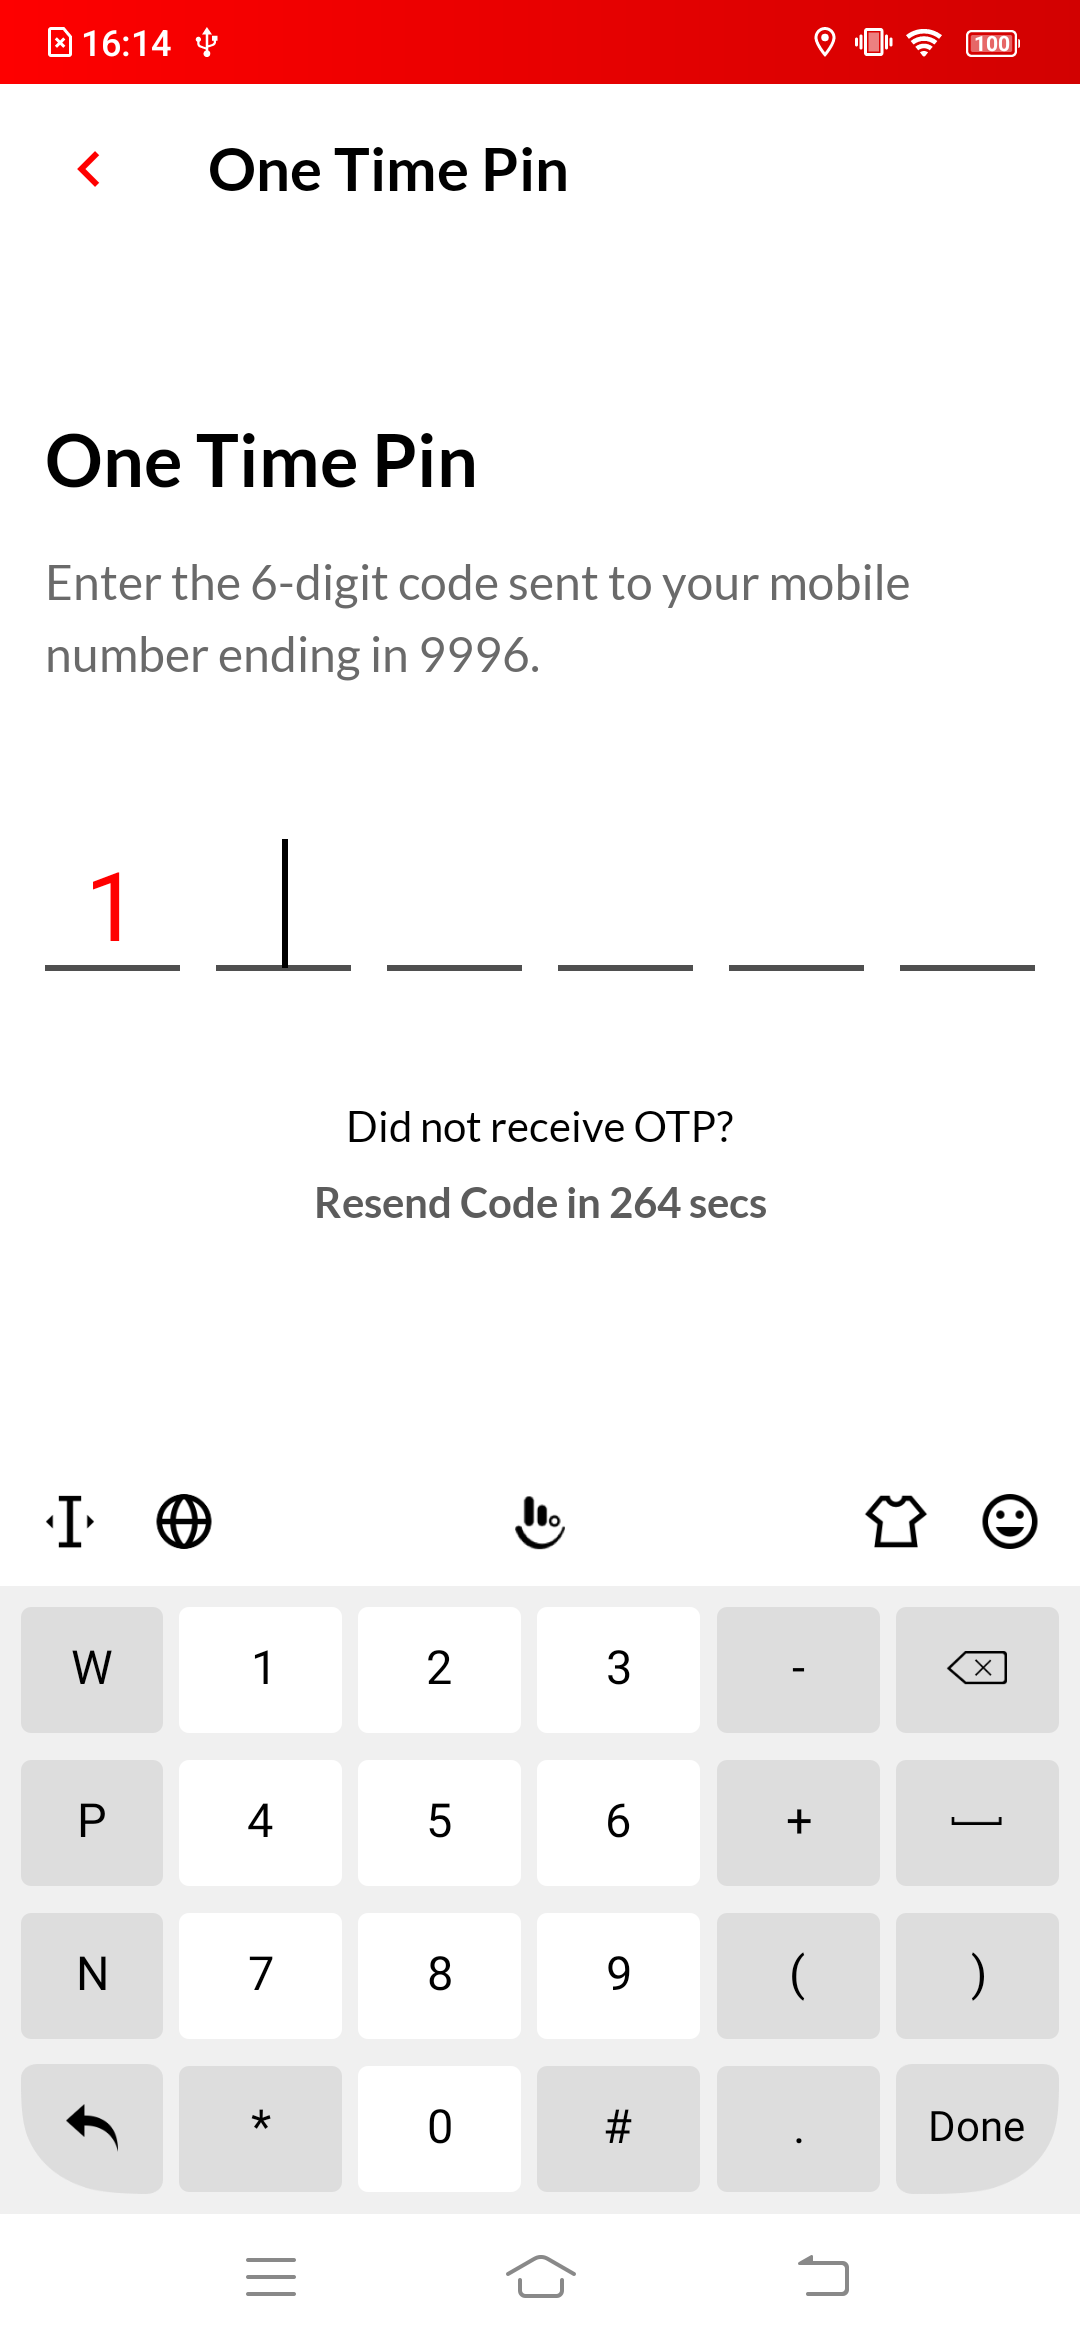 16:14
100
One Time Pin
One Time Pin
Enter the 6-digit code sent to your mobile
number ending in 9996.
1
Did not receive OTP?
Resend Code in 264 secs
W 1 2 3 -
P 4 5 6 +
N 7 8 9 ( )
* 0 # . Done